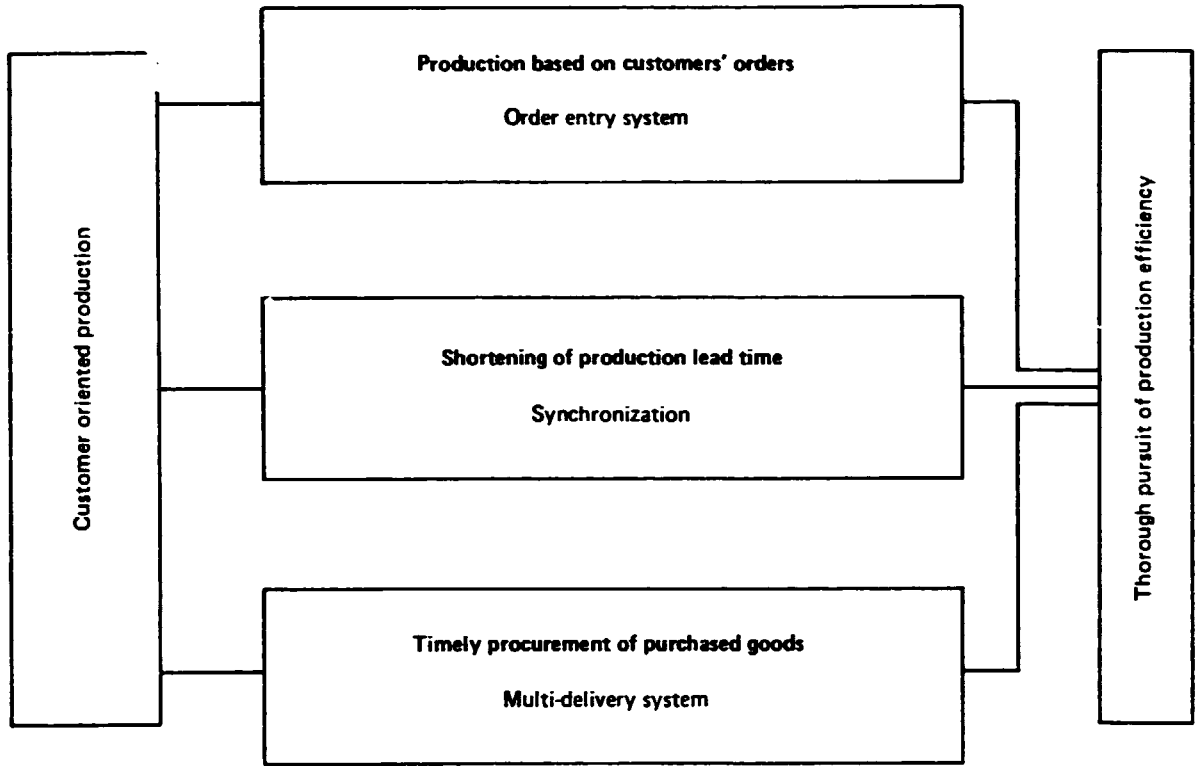 Customer oriented production
Production based on customers' orders
Order entry system
Shortening of production lead time
Synchronization
Timely procurement of purchased goods
Multi-delivery system
Thorough pursuit of production efficiency